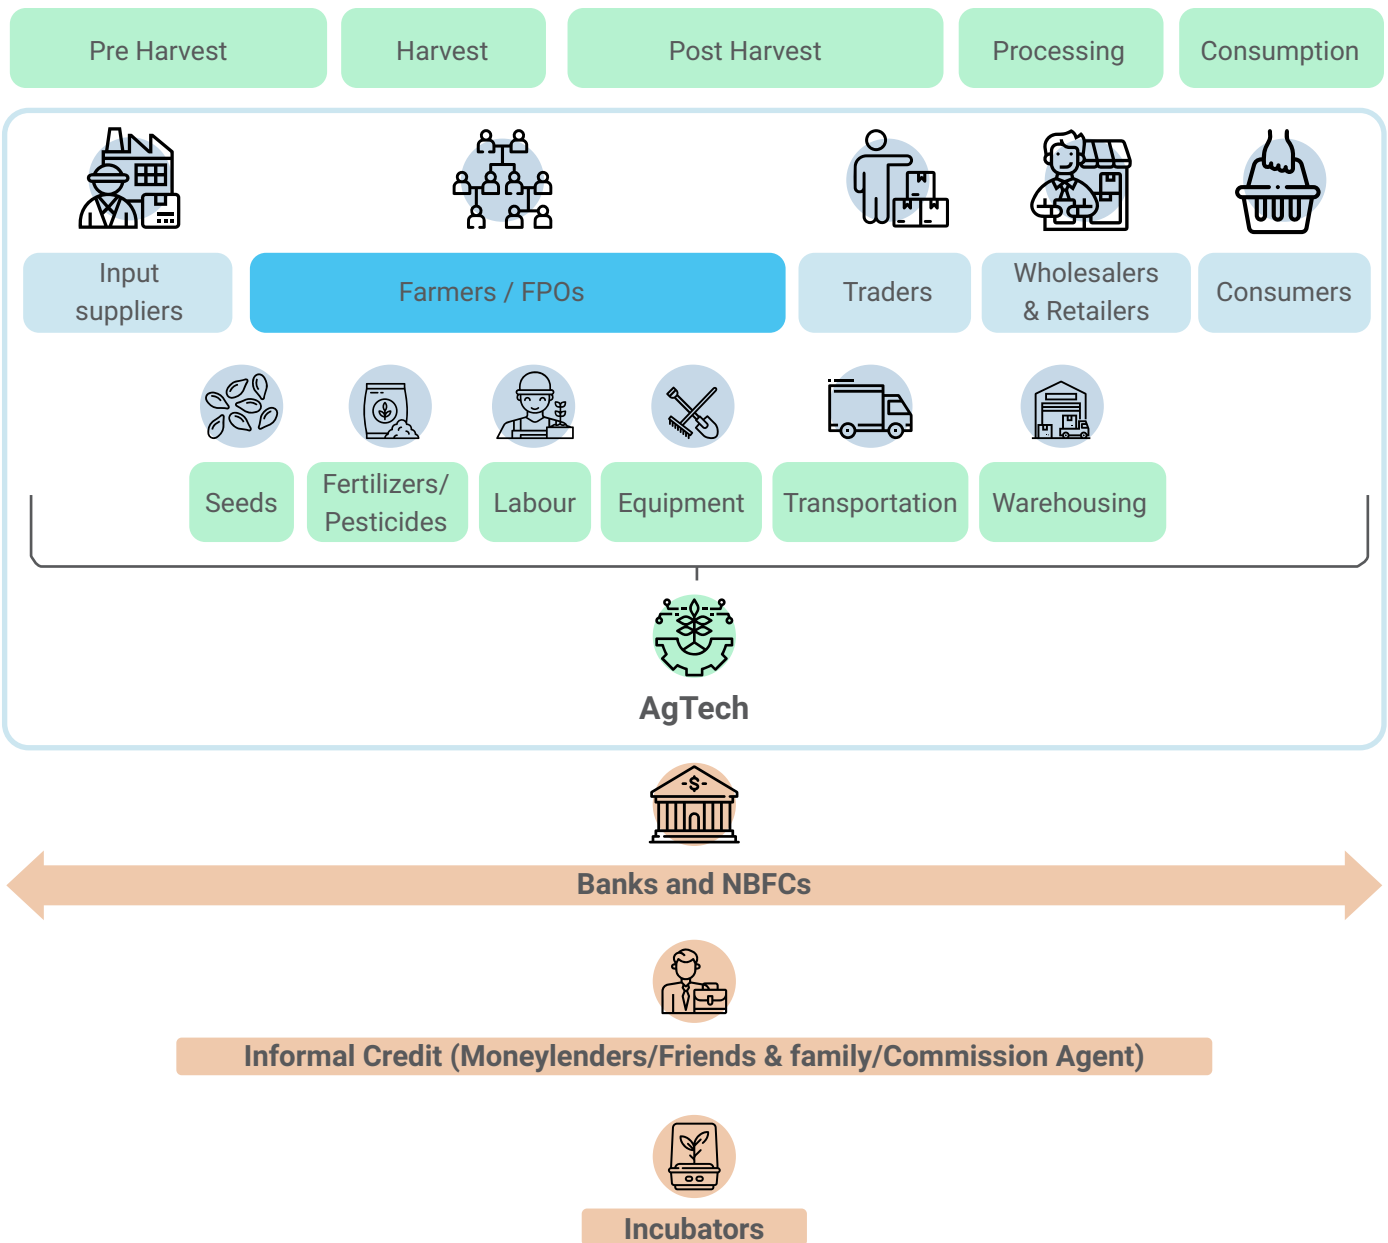 Pre Harvest
Harvest
Post Harvest
Processing
Consumption
Input
suppliers
Farmers / FPOs
Traders
Wholesalers
& Retailers
Consumers
Seeds
Fertilizers/
Pesticides
Labour
Equipment
Transportation
Warehousing
AgTech
-$-
Banks and NBFCs
Informal Credit (Moneylenders/Friends & family/Commission Agent)
Incubators